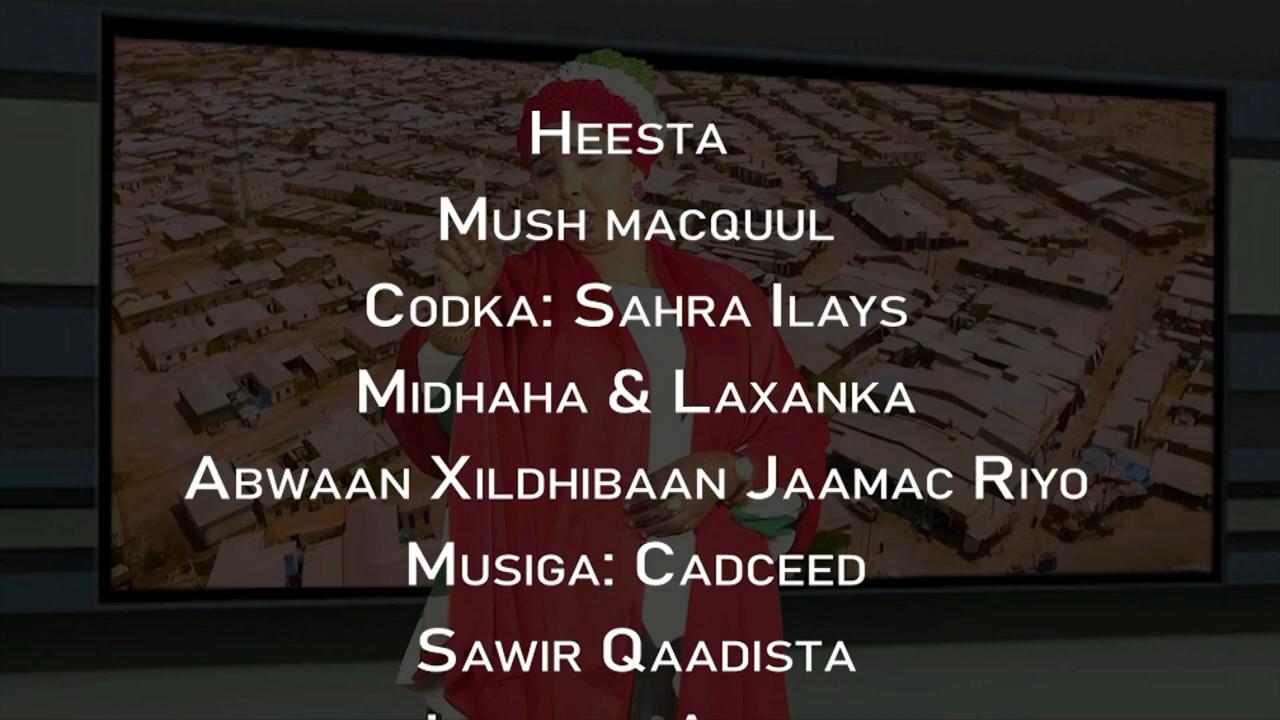 Heesta
Mush macquul
Codka: Sahra Ilays
Midhaha & Laxanka
Abwaan Xildhibaan Jaamac Riyo
Musiga: Cadceed
Sawir Qaadista